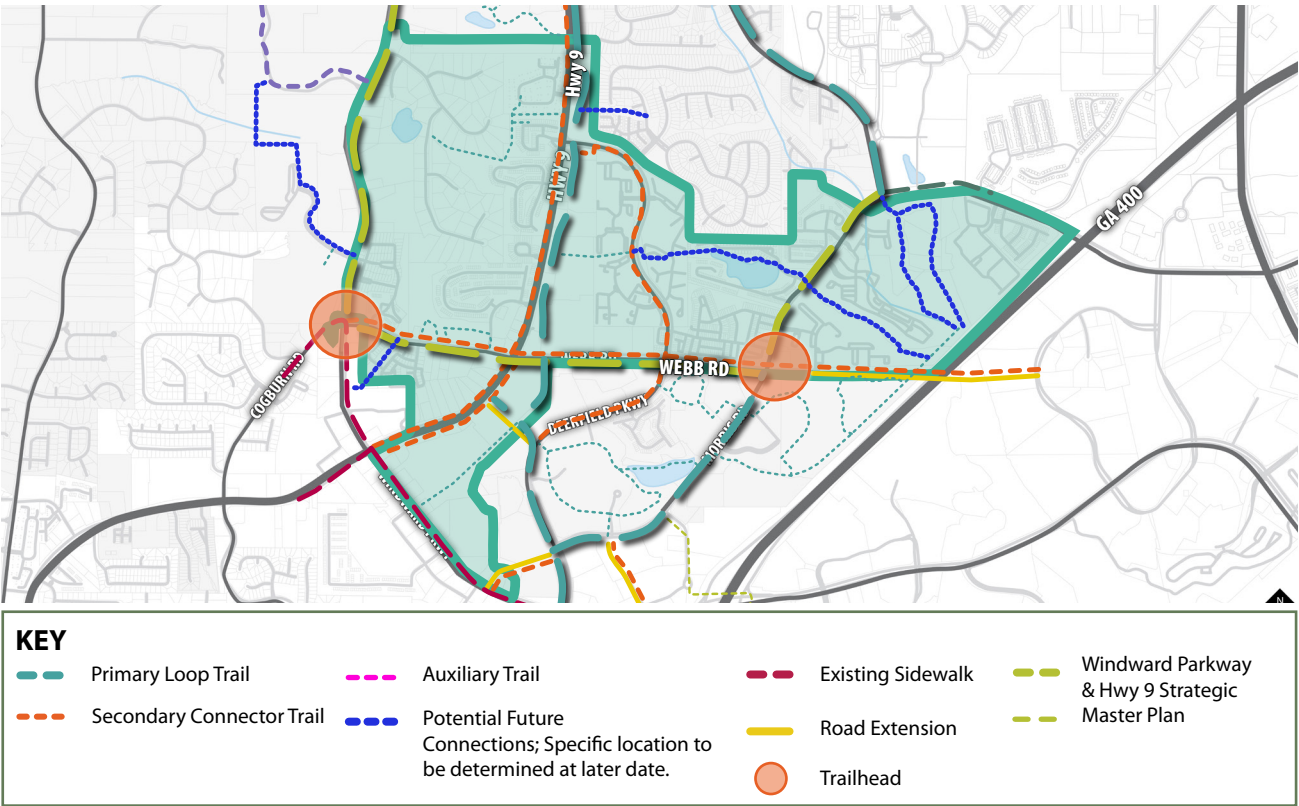 Hwy 9
Hwy 9
GA 400
WEBB RD
DEERFIELD PKWY
N
KEY
Primary Loop Trail
Secondary Connector Trail
Auxiliary Trail
Potential Future
Connections; Specific location to
be determined at later date.
Existing Sidewalk
Road Extension
Trailhead
Windward Parkway
& Hwy 9 Strategic
Master Plan